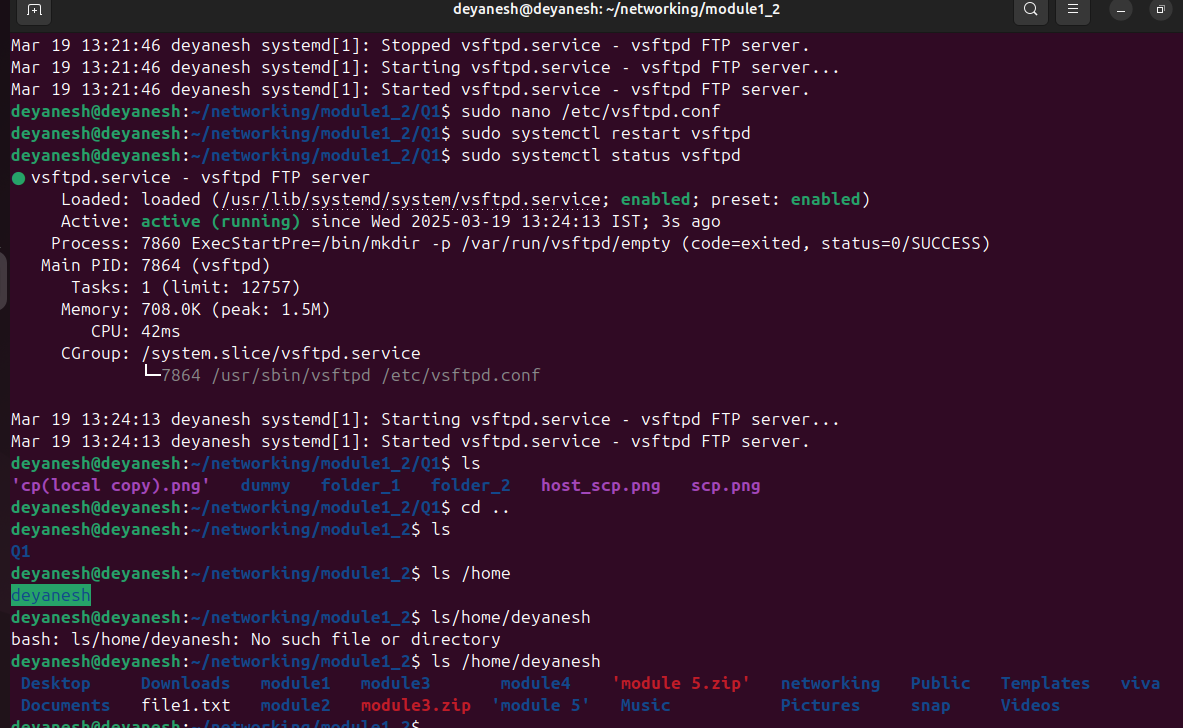 deyanesh@deyanesh: ~/networking/module1_2
Mar 19 13:21:46 deyanesh systemd[1]: Stopped vsftpd.service - vsftpd FTP server.
Mar 19 13:21:46 deyanesh systemd[1]: Starting vsftpd.service - vsftpd FTP server...
Mar 19 13:21:46 deyanesh systemd[1]: Started vsftpd.service - vsftpd FTP server.
deyanesh@deyanesh:~/networking/module1_2/Q1$ sudo nano /etc/vsftpd.conf
deyanesh@deyanesh:~/networking/module1_2/Q1$ sudo systemctl restart vsftpd
deyanesh@deyanesh:~/networking/module1_2/Q1$ sudo systemctl status vsftpd
● vsftpd.service - vsftpd FTP server
Loaded: loaded (/usr/lib/systemd/system/vsftpd.service; enabled; preset: enabled)
Active: active (running) since Wed 2025-03-19 13:24:13 IST; 3s ago
Process: 7860 ExecStartPre=/bin/mkdir -p /var/run/vsftpd/empty (code=exited, status=0/SUCCESS)
Main PID: 7864 (vsftpd)
Tasks: 1 (limit: 12757)
Memory: 708.0K (peak: 1.5M)
CPU: 42ms
CGroup: /system.slice/vsftpd.service
└─7864 /usr/sbin/vsftpd /etc/vsftpd.conf
Mar 19 13:24:13 deyanesh systemd[1]: Starting vsftpd.service - vsftpd FTP server...
Mar 19 13:24:13 deyanesh systemd[1]: Started vsftpd.service - vsftpd FTP server.
deyanesh@deyanesh:~/networking/module1_2/Q1$ ls
'cp(local copy).png' dummy folder_1 folder_2 host_scp.png scp.png
deyanesh@deyanesh:~/networking/module1_2/Q1$ cd ..
deyanesh@deyanesh:~/networking/module1_2$ ls
Q1
deyanesh@deyanesh:~/networking/module1_2$ ls /home
deyanesh
deyanesh@deyanesh:~/networking/module1_2$ ls/home/deyanesh
bash: ls/home/deyanesh: No such file or directory
deyanesh@deyanesh:~/networking/module1_2$ ls /home/deyanesh
Desktop Downloads module1 module3 module4 'module 5.zip' networking Public Templates viva
Documents file1.txt module2 module3.zip 'module 5' Music Pictures snap Videos
deyanesh@deyanesh:~/networking/module1_2$